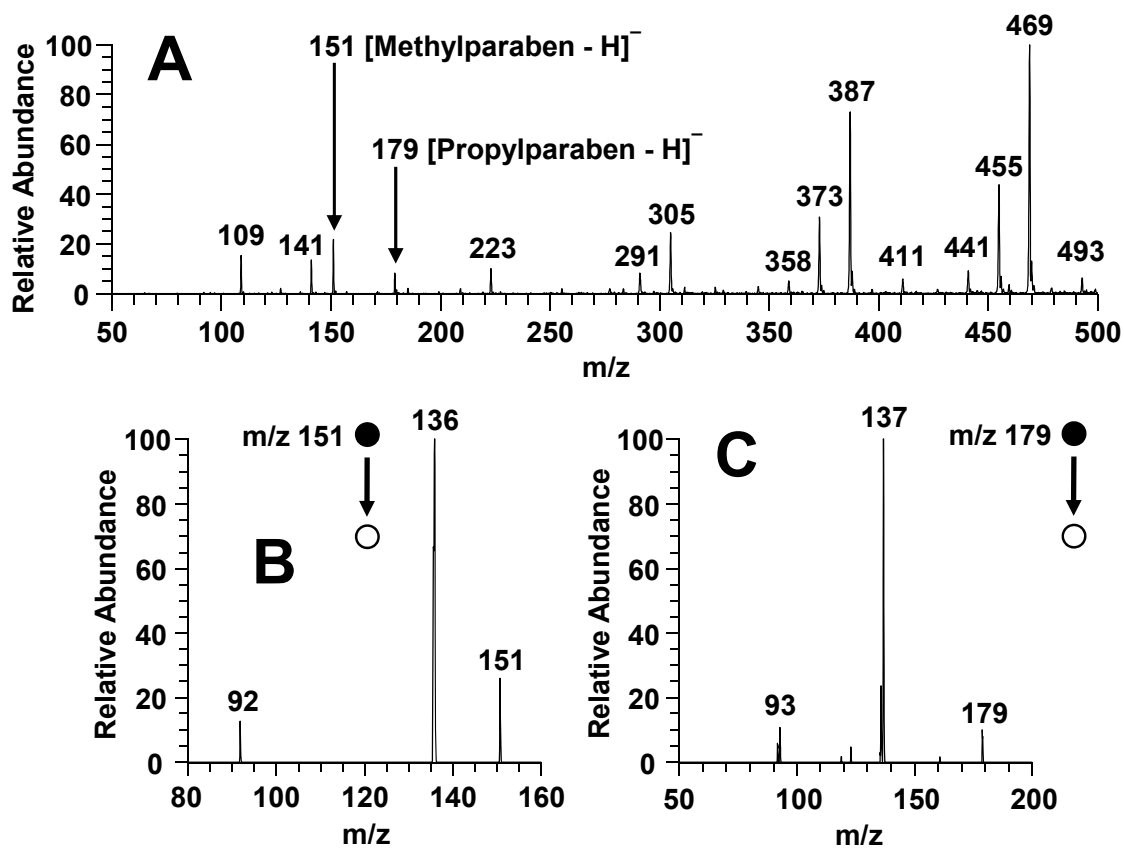 A
Relative Abundance
100
80
60
40
20
0
109
141
151 [Methylparaben - H]⁻
179 [Propylparaben - H]⁻
223
291
305
358
373
387
411
441
455
469
493
50 100 150 200 250 300 350 400 450 500
m/z
B
m/z 151
Relative Abundance
100
80
60
40
20
0
92
136
151
80 100 120 140 160
m/z
C
m/z 179
Relative Abundance
100
80
60
40
20
0
93
137
179
50 100 150 200
m/z